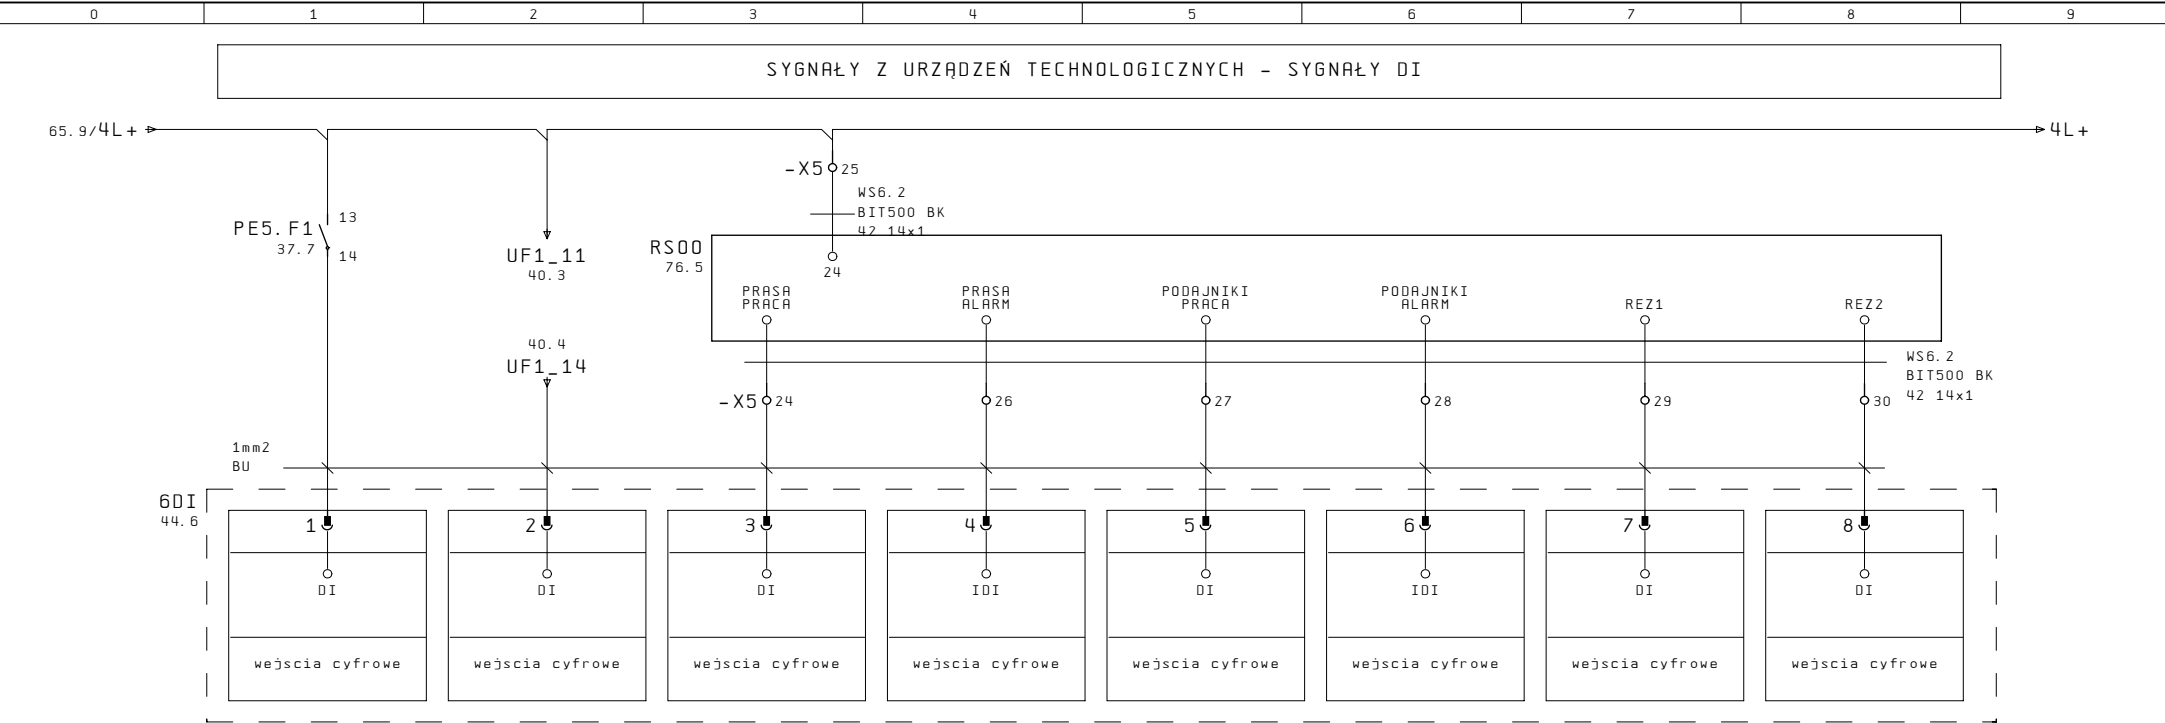 0 1 2 3 4 5 6 7 8 9
SYGNAŁY Z URZĄDZEŃ TECHNOLOGICZNYCH - SYGNAŁY DI
65.9/4L+
4L+
-X5 25
WS6.2
BIT500 BK
42 14x1
PE5.F1
37.7
13
14
UF1_11
40.3
40.4
UF1_14
RS00
76.5
24
PRASA
PRACA
PRASA
ALARM
PODAJNIKI
PRACA
PODAJNIKI
ALARM
REZ1
REZ2
WS6.2
BIT500 BK
42 14x1
-X5 24 26 27 28 29 30
1mm2
BU
6DI
44.6
1 2 3 4 5 6 7 8
DI DI DI IDI DI IDI DI DI
wejscia cyfrowe wejscia cyfrowe wejscia cyfrowe wejscia cyfrowe wejscia cyfrowe wejscia cyfrowe wejscia cyfrowe wejscia cyfrowe